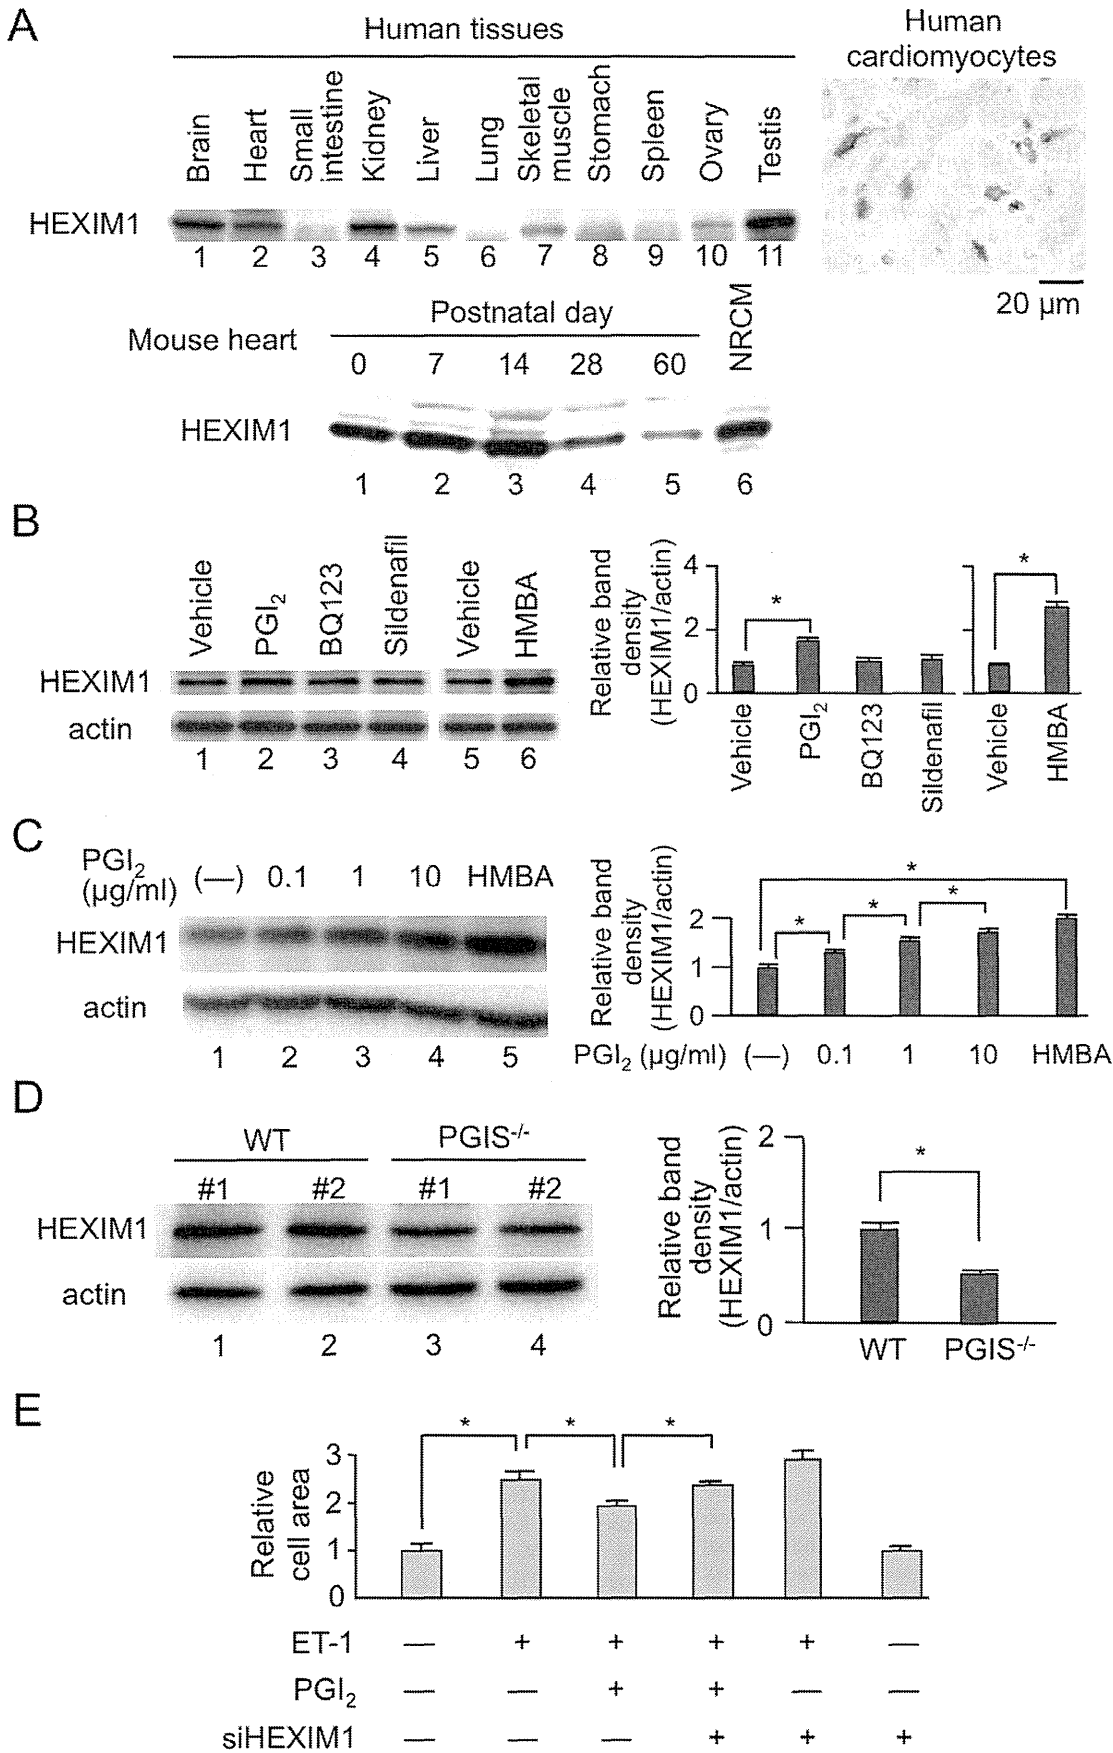 A
Human tissues
Human
cardiomyocytes
Brain
Heart
Small
intestine
Kidney
Liver
Lung
Skeletal
muscle
Stomach
Spleen
Ovary
Testis
HEXIM1
1 2 3 4 5 6 7 8 9 10 11
20 µm
Mouse heart
Postnatal day
0 7 14 28 60
NRCM
HEXIM1
1 2 3 4 5 6
B
Vehicle
PGI2
BQ123
Sildenafil
Vehicle
HMBA
HEXIM1
actin
1 2 3 4 5 6
Relative band
density
(HEXIM1/actin)
4
2
0
*
*
Vehicle
PGI2
BQ123
Sildenafil
Vehicle
HMBA
C
PGI2
(µg/ml) (—) 0.1 1 10 HMBA
HEXIM1
actin
1 2 3 4 5
Relative band
density
(HEXIM1/actin)
2
1
0
*
*
*
*
PGI2 (µg/ml) (—) 0.1 1 10 HMBA
D
WT PGIS-/-
#1 #2 #1 #2
HEXIM1
actin
1 2 3 4
Relative band
density
(HEXIM1/actin)
2
1
0
*
WT PGIS-/-
E
Relative
cell area
3
2
1
0
* * *
ET-1 — + + + + —
PGI2 — — + + — —
siHEXIM1 — — — + + +